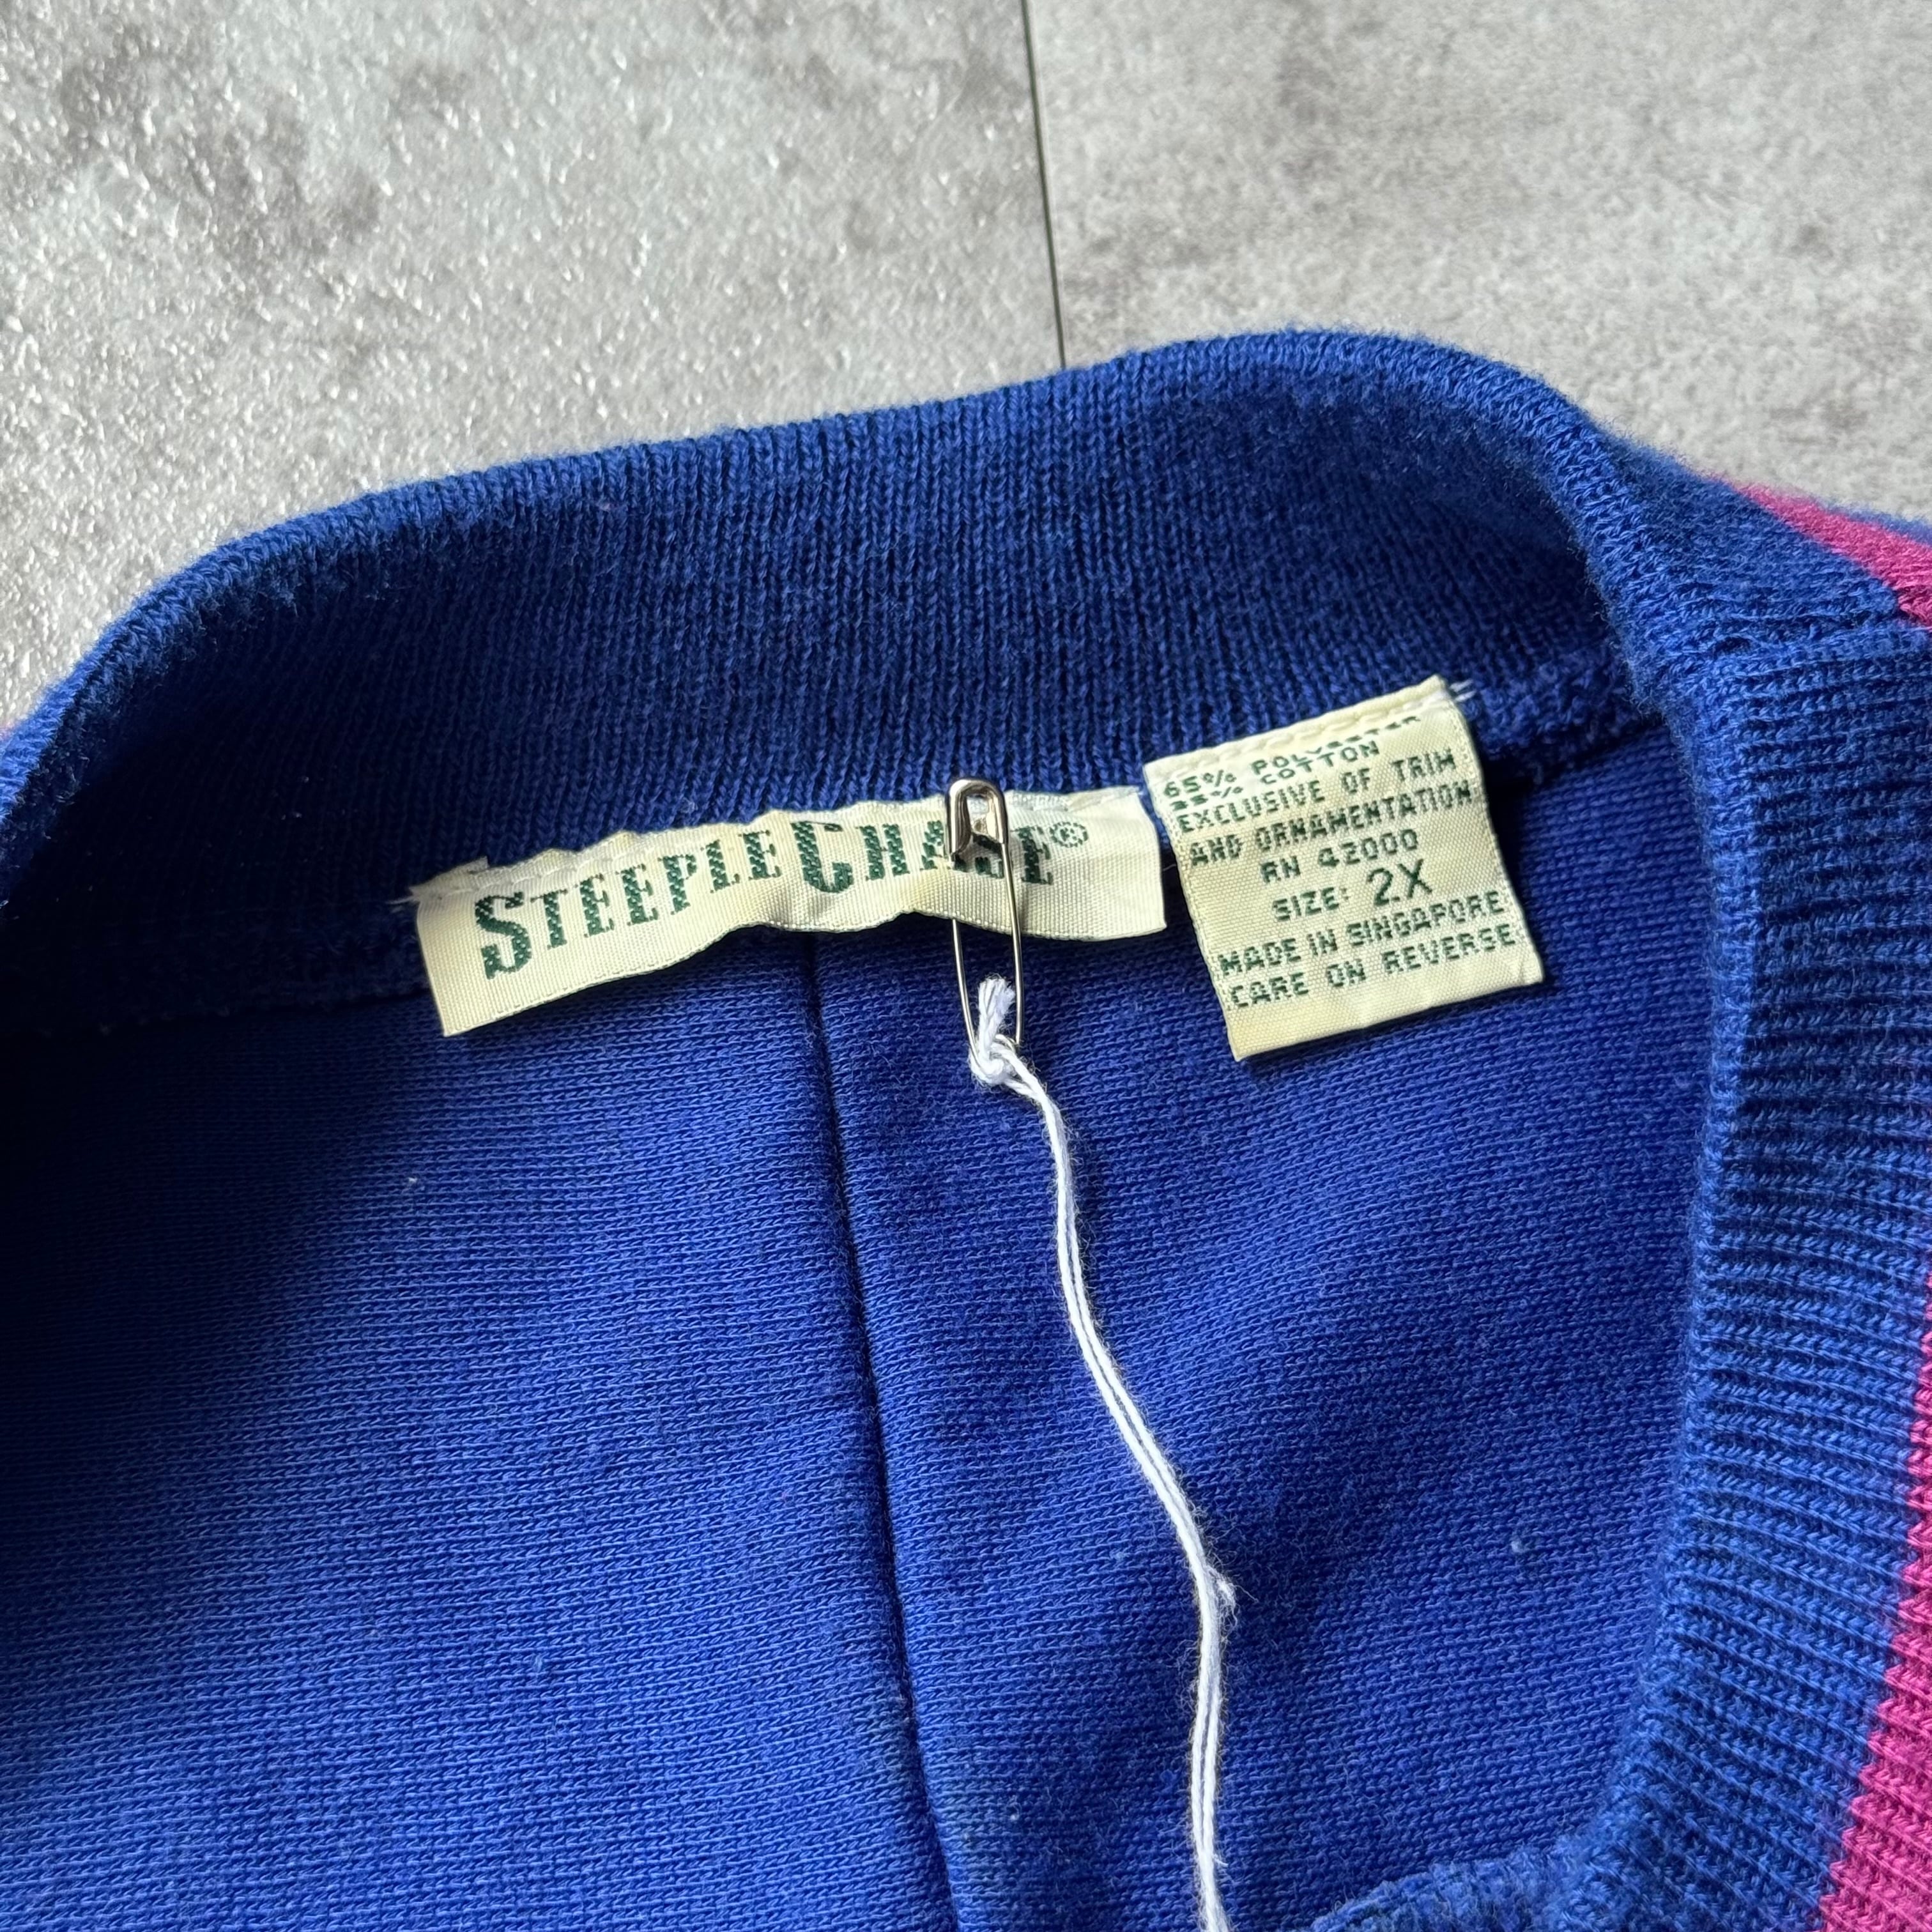 STEEPLECHASE®
65% POLYESTER
35% COTTON
EXCLUSIVE OF TRIM
AND ORNAMENTATION
RN 42000
SIZE: 2X
MADE IN SINGAPORE
CARE ON REVERSE